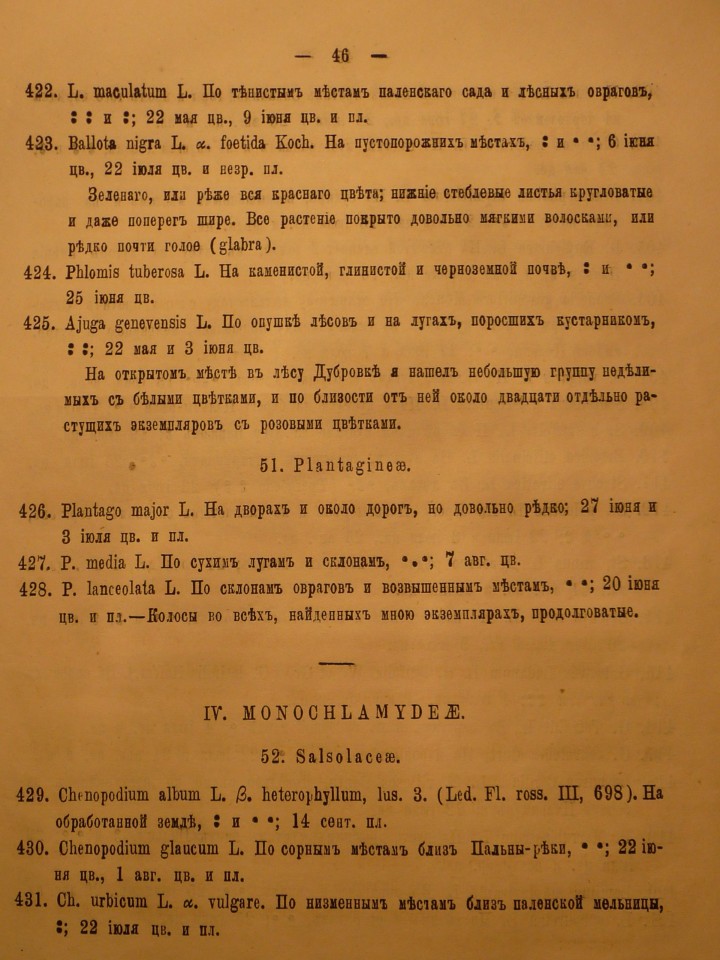 — 46 —
422. L. maculatum L. По тѣнистымъ мѣстамъ паленскаго сада и лѣсныхъ овраговъ,
: : и :; 22 мая цв., 9 іюня цв. и пл.
423. Ballota nigra L. α. foetida Koch. На пустопорожнихъ мѣстахъ, : и • •; 6 іюня
цв., 22 іюля цв. и незр. пл.
Зеленаго, или рѣже вся краснаго цвѣта; нижніе стеблевые листья кругловатые
и даже поперегъ шире. Все растеніе покрыто довольно мягкими волосками, или
рѣдко почти голое (glabra).
424. Phlomis tuberosa L. На каменистой, глинистой и черноземной почвѣ, : и • •;
25 іюня цв.
425. Ajuga genevensis L. По опушкѣ лѣсовъ и на лугахъ, поросшихъ кустарникомъ,
: :; 22 мая и 3 іюня цв.
На открытомъ мѣстѣ въ лѣсу Дубровкѣ я нашелъ небольшую группу недѣли-
мыхъ съ бѣлыми цвѣтками, и по близости отъ ней около двадцати отдѣльно ра-
стущихъ экземпляровъ съ розовыми цвѣтками.
51. Plantagineæ.
426. Plantago major L. На дворахъ и около дорогъ, но довольно рѣдко; 27 іюня и
3 іюля цв. и пл.
427. P. media L. По сухимъ лугамъ и склонамъ, •.•; 7 авг. цв.
428. P. lanceolata L. По склонамъ овраговъ и возвышеннымъ мѣстамъ, • •; 20 іюня
цв. и пл.—Колосы во всѣхъ, найденныхъ мною экземплярахъ, продолговатые.
IV. MONOCHLAMYDEÆ.
52. Salsolaceæ.
429. Chenopodium album L. β. heterophyllum, lus. 3. (Led. Fl. ross. III, 698). На
обработанной землѣ, : и • •; 14 сент. пл.
430. Chenopodium glaucum L. По сорнымъ мѣстамъ близъ Пальны-рѣки, • •; 22 ію-
ня цв., 1 авг. цв. и пл.
431. Ch. urbicum L. α. vulgare. По низменнымъ мѣстамъ близъ паленской мельницы,
:; 22 іюля цв. и пл.